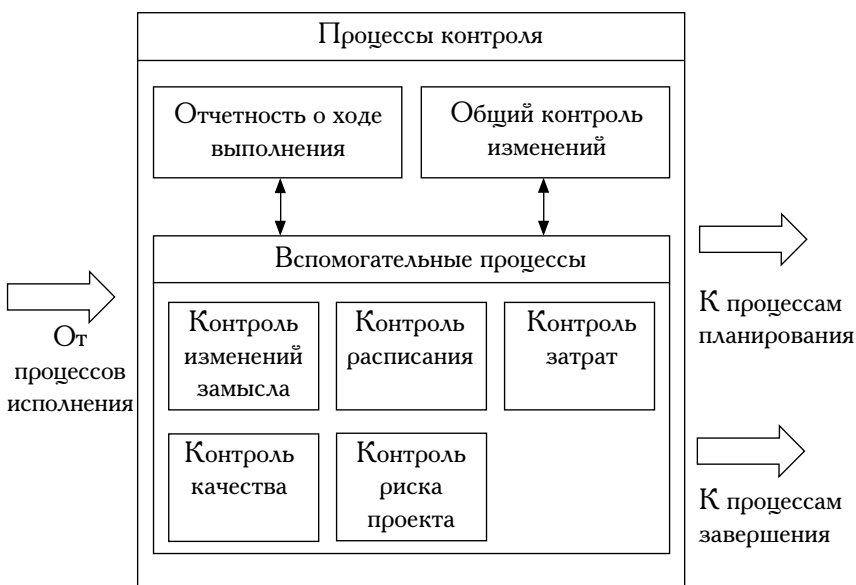 Процессы контроля
Отчетность о ходе
выполнения
Общий контроль
изменений
Вспомогательные процессы
От
процессов
исполнения
Контроль
изменений
замысла
Контроль
расписания
Контроль
затрат
Контроль
качества
Контроль
риска
проекта
К процессам
планирования
К процессам
завершения